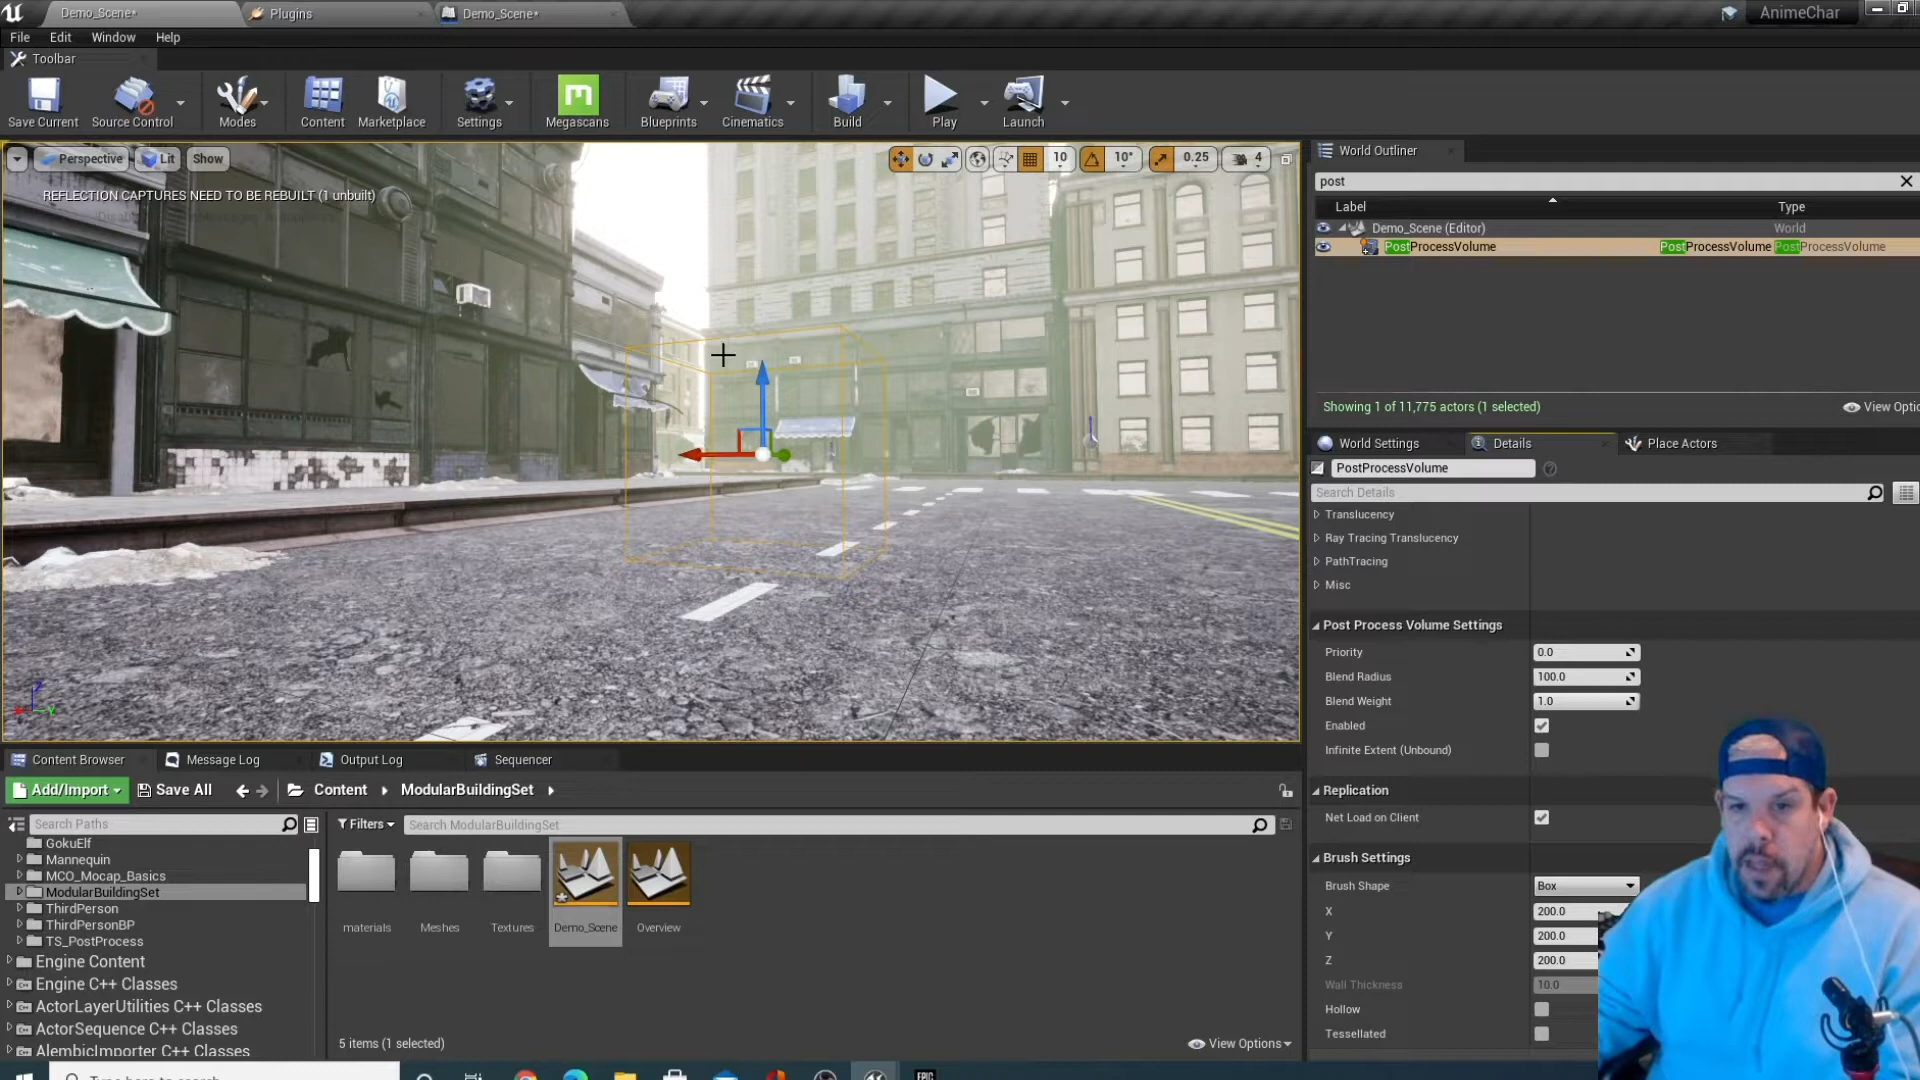 Demo_Scene*
Plugins
Demo_Scene*
AnimeChar
File Edit Window Help
Toolbar
Save Current
Source Control
Modes
Content
Marketplace
Settings
Megascans
Blueprints
Cinematics
Build
Play
Launch
Perspective
Lit
Show
10
10°
0.25
4
REFLECTION CAPTURES NEED TO BE REBUILT (1 unbuilt)
World Outliner
post
Label
Type
Demo_Scene (Editor)
World
PostProcessVolume
PostProcessVolume
PostProcessVolume
Showing 1 of 11,775 actors (1 selected)
View Optio
World Settings
Details
Place Actors
PostProcessVolume
Search Details
Translucency
Ray Tracing Translucency
PathTracing
Misc
Post Process Volume Settings
Priority
0.0
Blend Radius
100.0
Blend Weight
1.0
Enabled
Infinite Extent (Unbound)
Replication
Net Load on Client
Brush Settings
Brush Shape
Box
X
200.0
Y
200.0
Z
200.0
Wall Thickness
10.0
Hollow
Tessellated
Content Browser
Message Log
Output Log
Sequencer
Add/Import
Save All
Content
ModularBuildingSet
Search Paths
Filters
Search ModularBuildingSet
GokuElf
Mannequin
MCO_Mocap_Basics
ModularBuildingSet
ThirdPerson
ThirdPersonBP
TS_PostProcess
Engine Content
Engine C++ Classes
ActorLayerUtilities C++ Classes
ActorSequence C++ Classes
AlembicImporter C++ Classes
materials
Meshes
Textures
Demo_Scene
Overview
5 items (1 selected)
View Options
Type here to search
EPIC